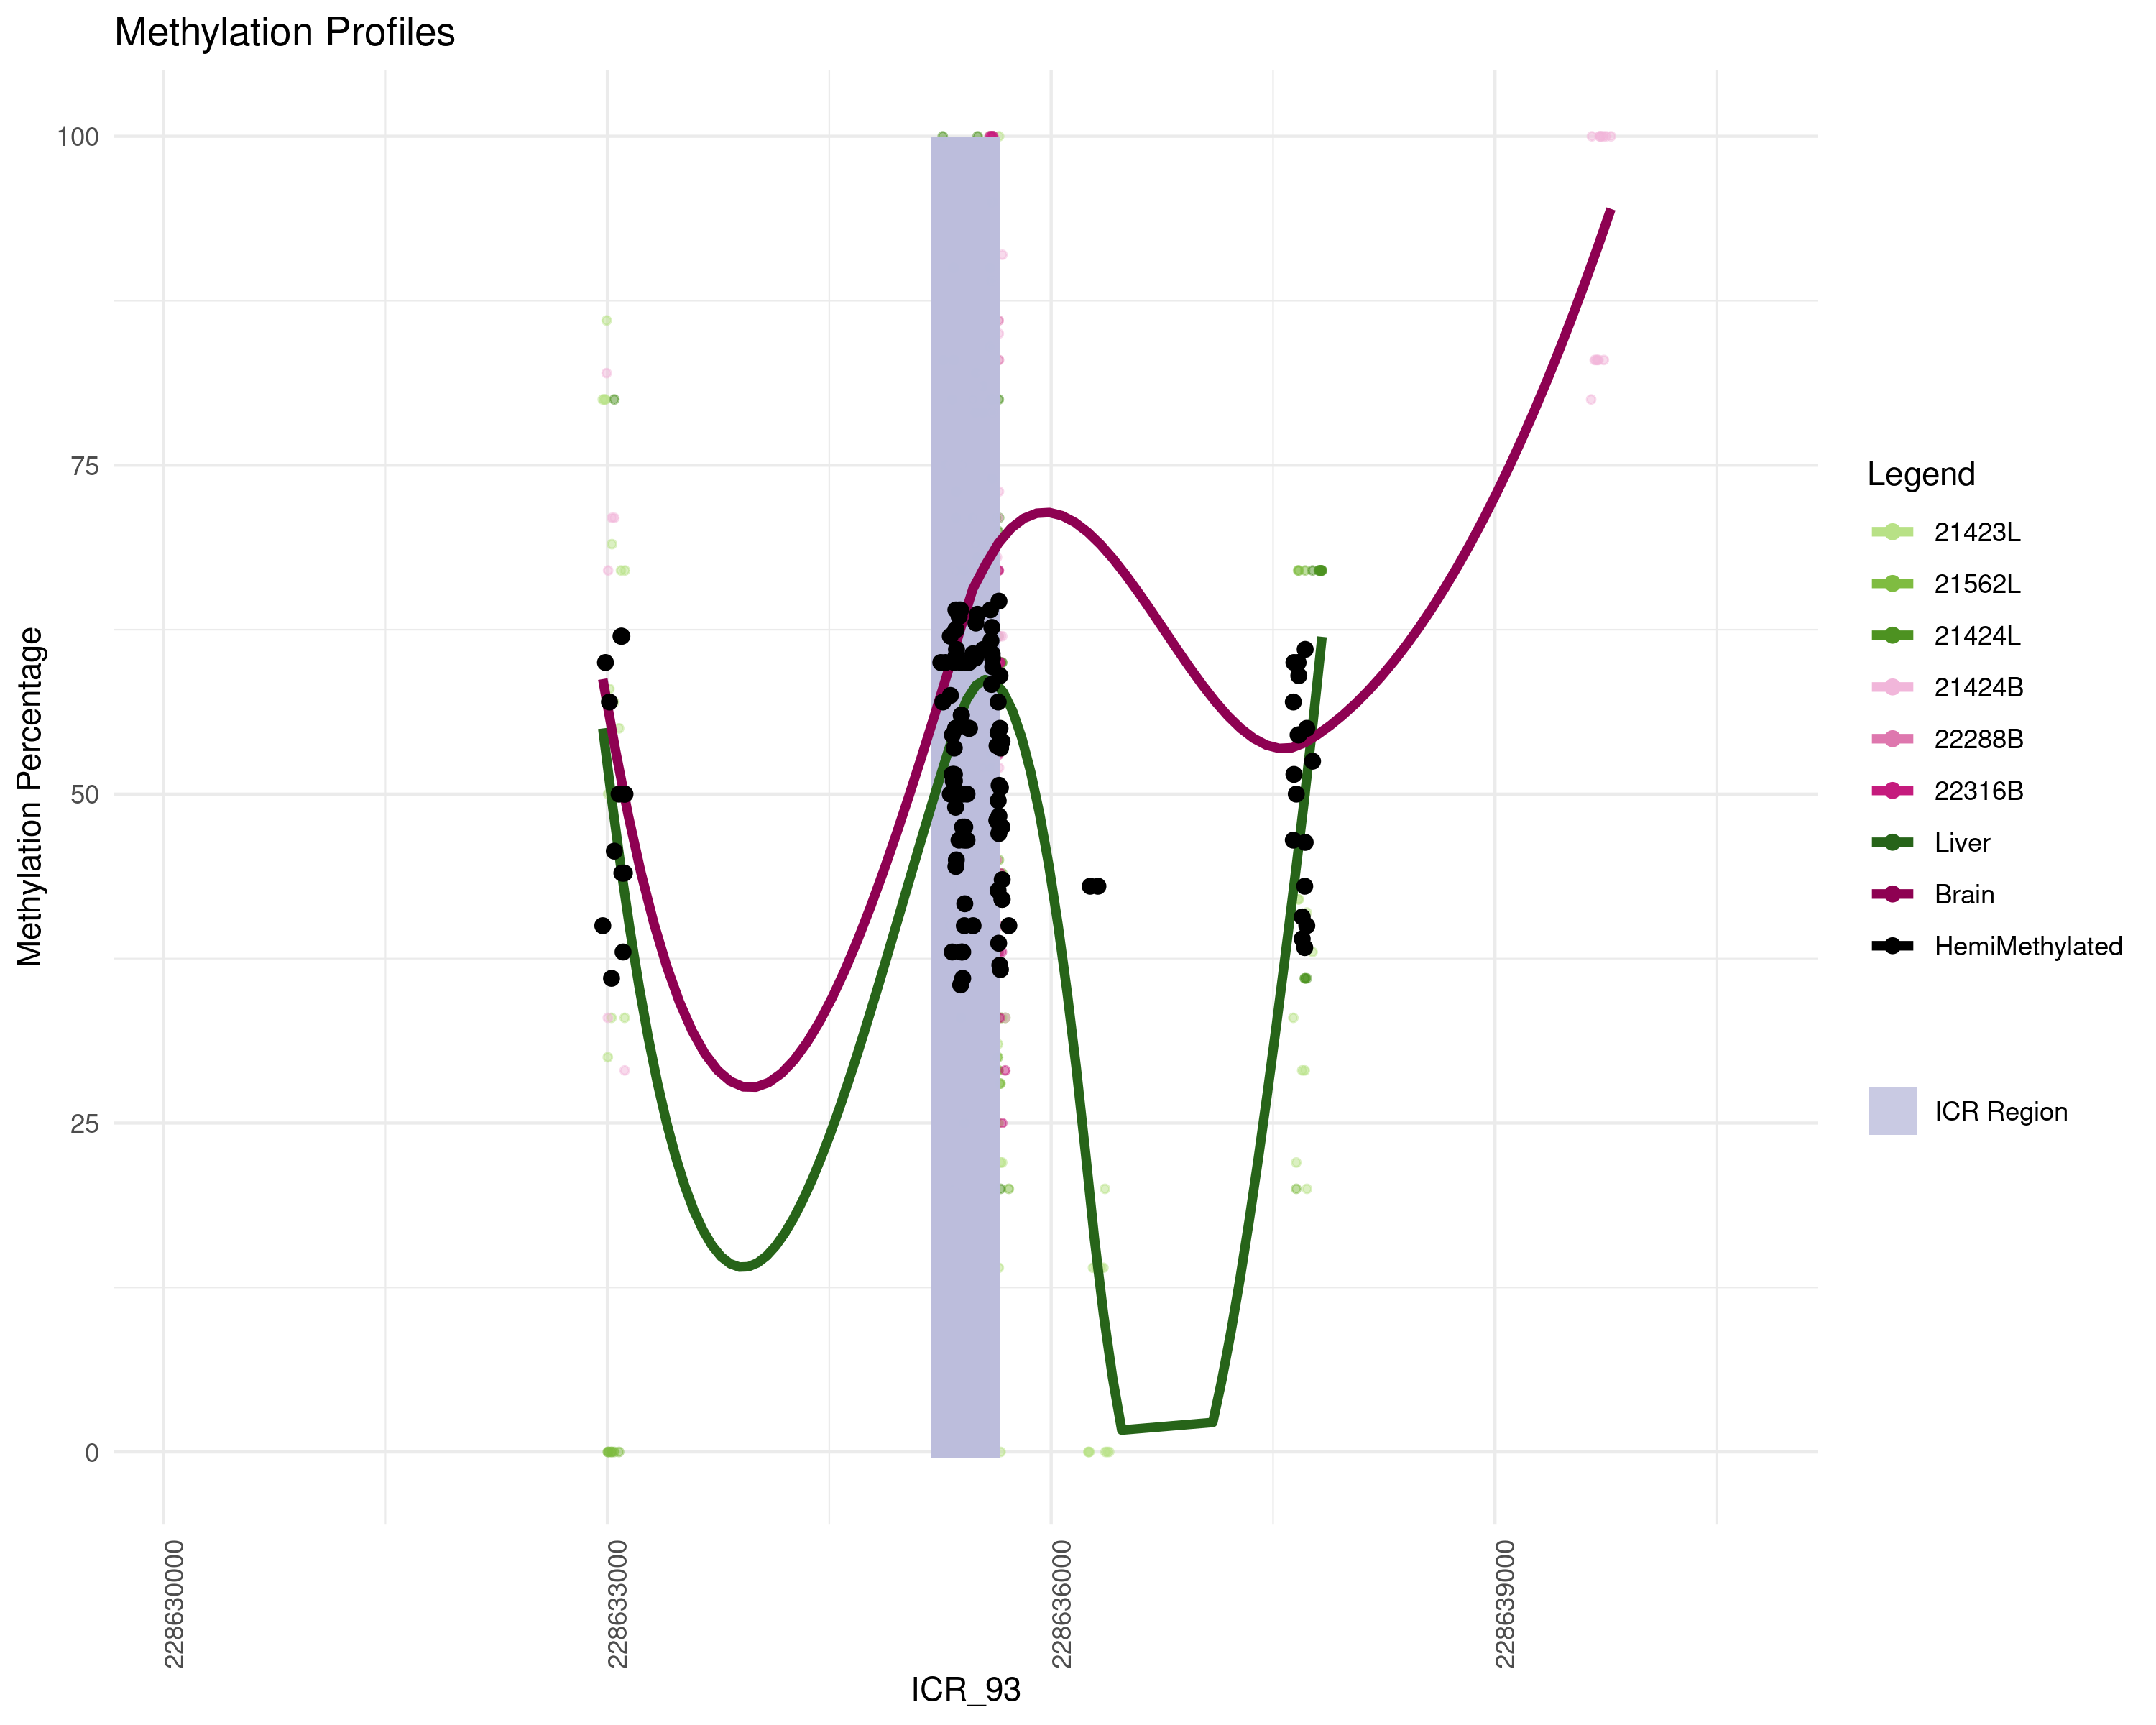 Methylation Profiles
Methylation Percentage
100
75
50
25
0
228630000
228633000
228636000
228639000
ICR_93
Legend
21423L
21562L
21424L
21424B
22288B
22316B
Liver
Brain
HemiMethylated
ICR Region